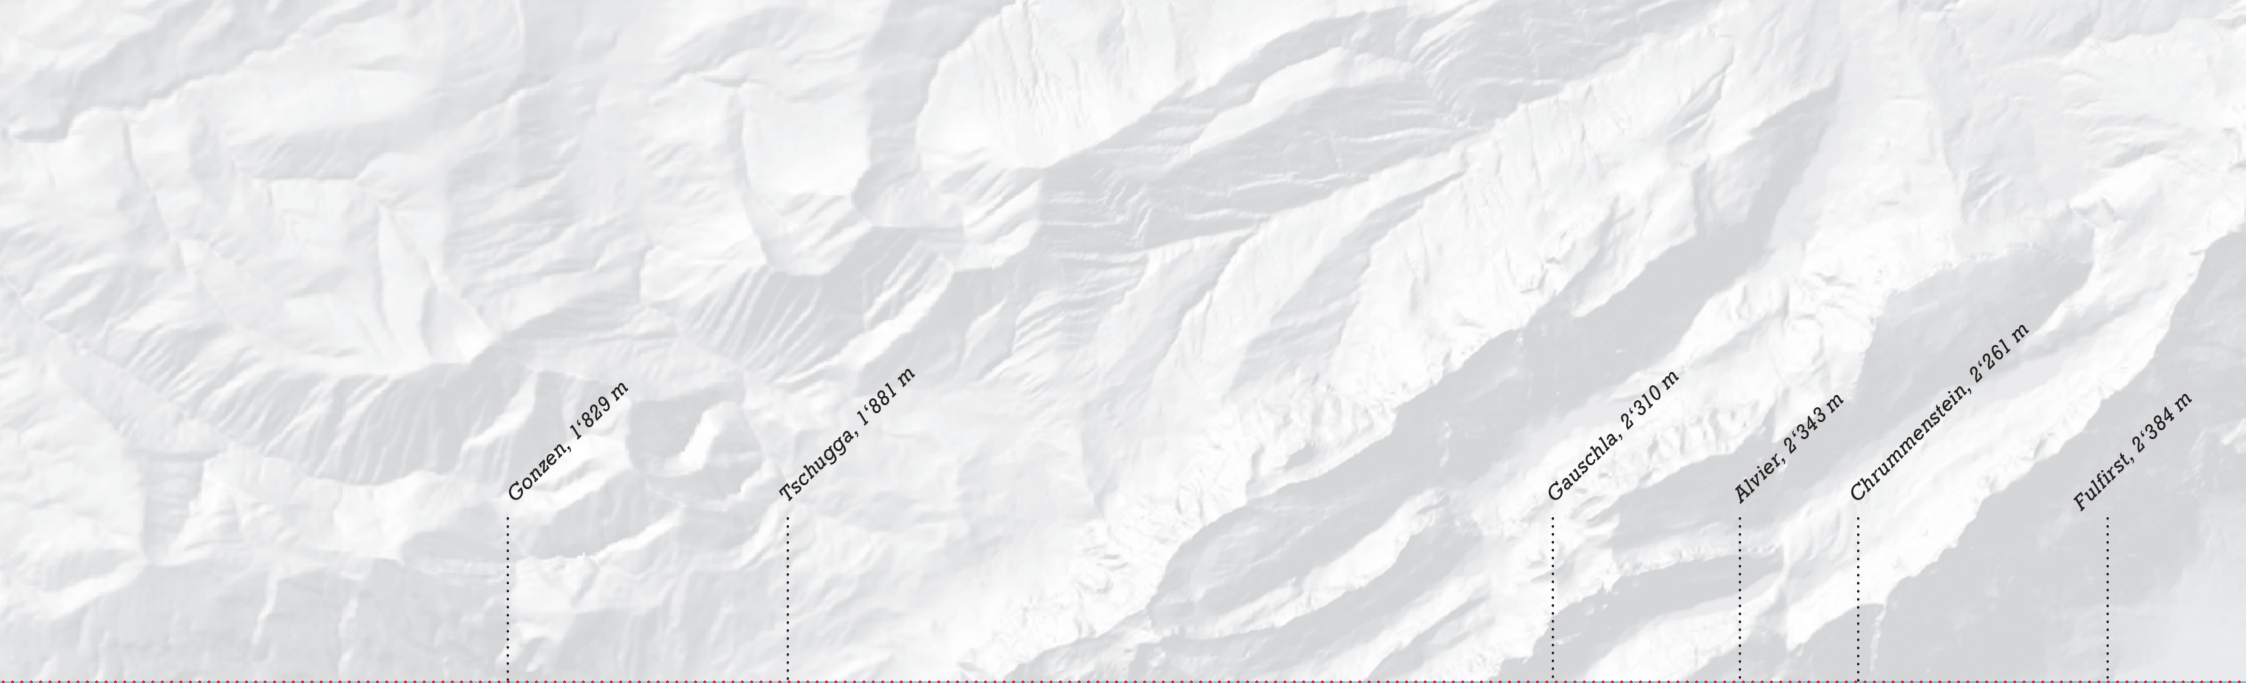 Gonzen, 1‘829 m
Tschugga, 1‘881 m
Gauschla, 2‘310 m
Alvier, 2‘343 m
Chrummenstein, 2‘261 m
Fulfirst, 2‘384 m